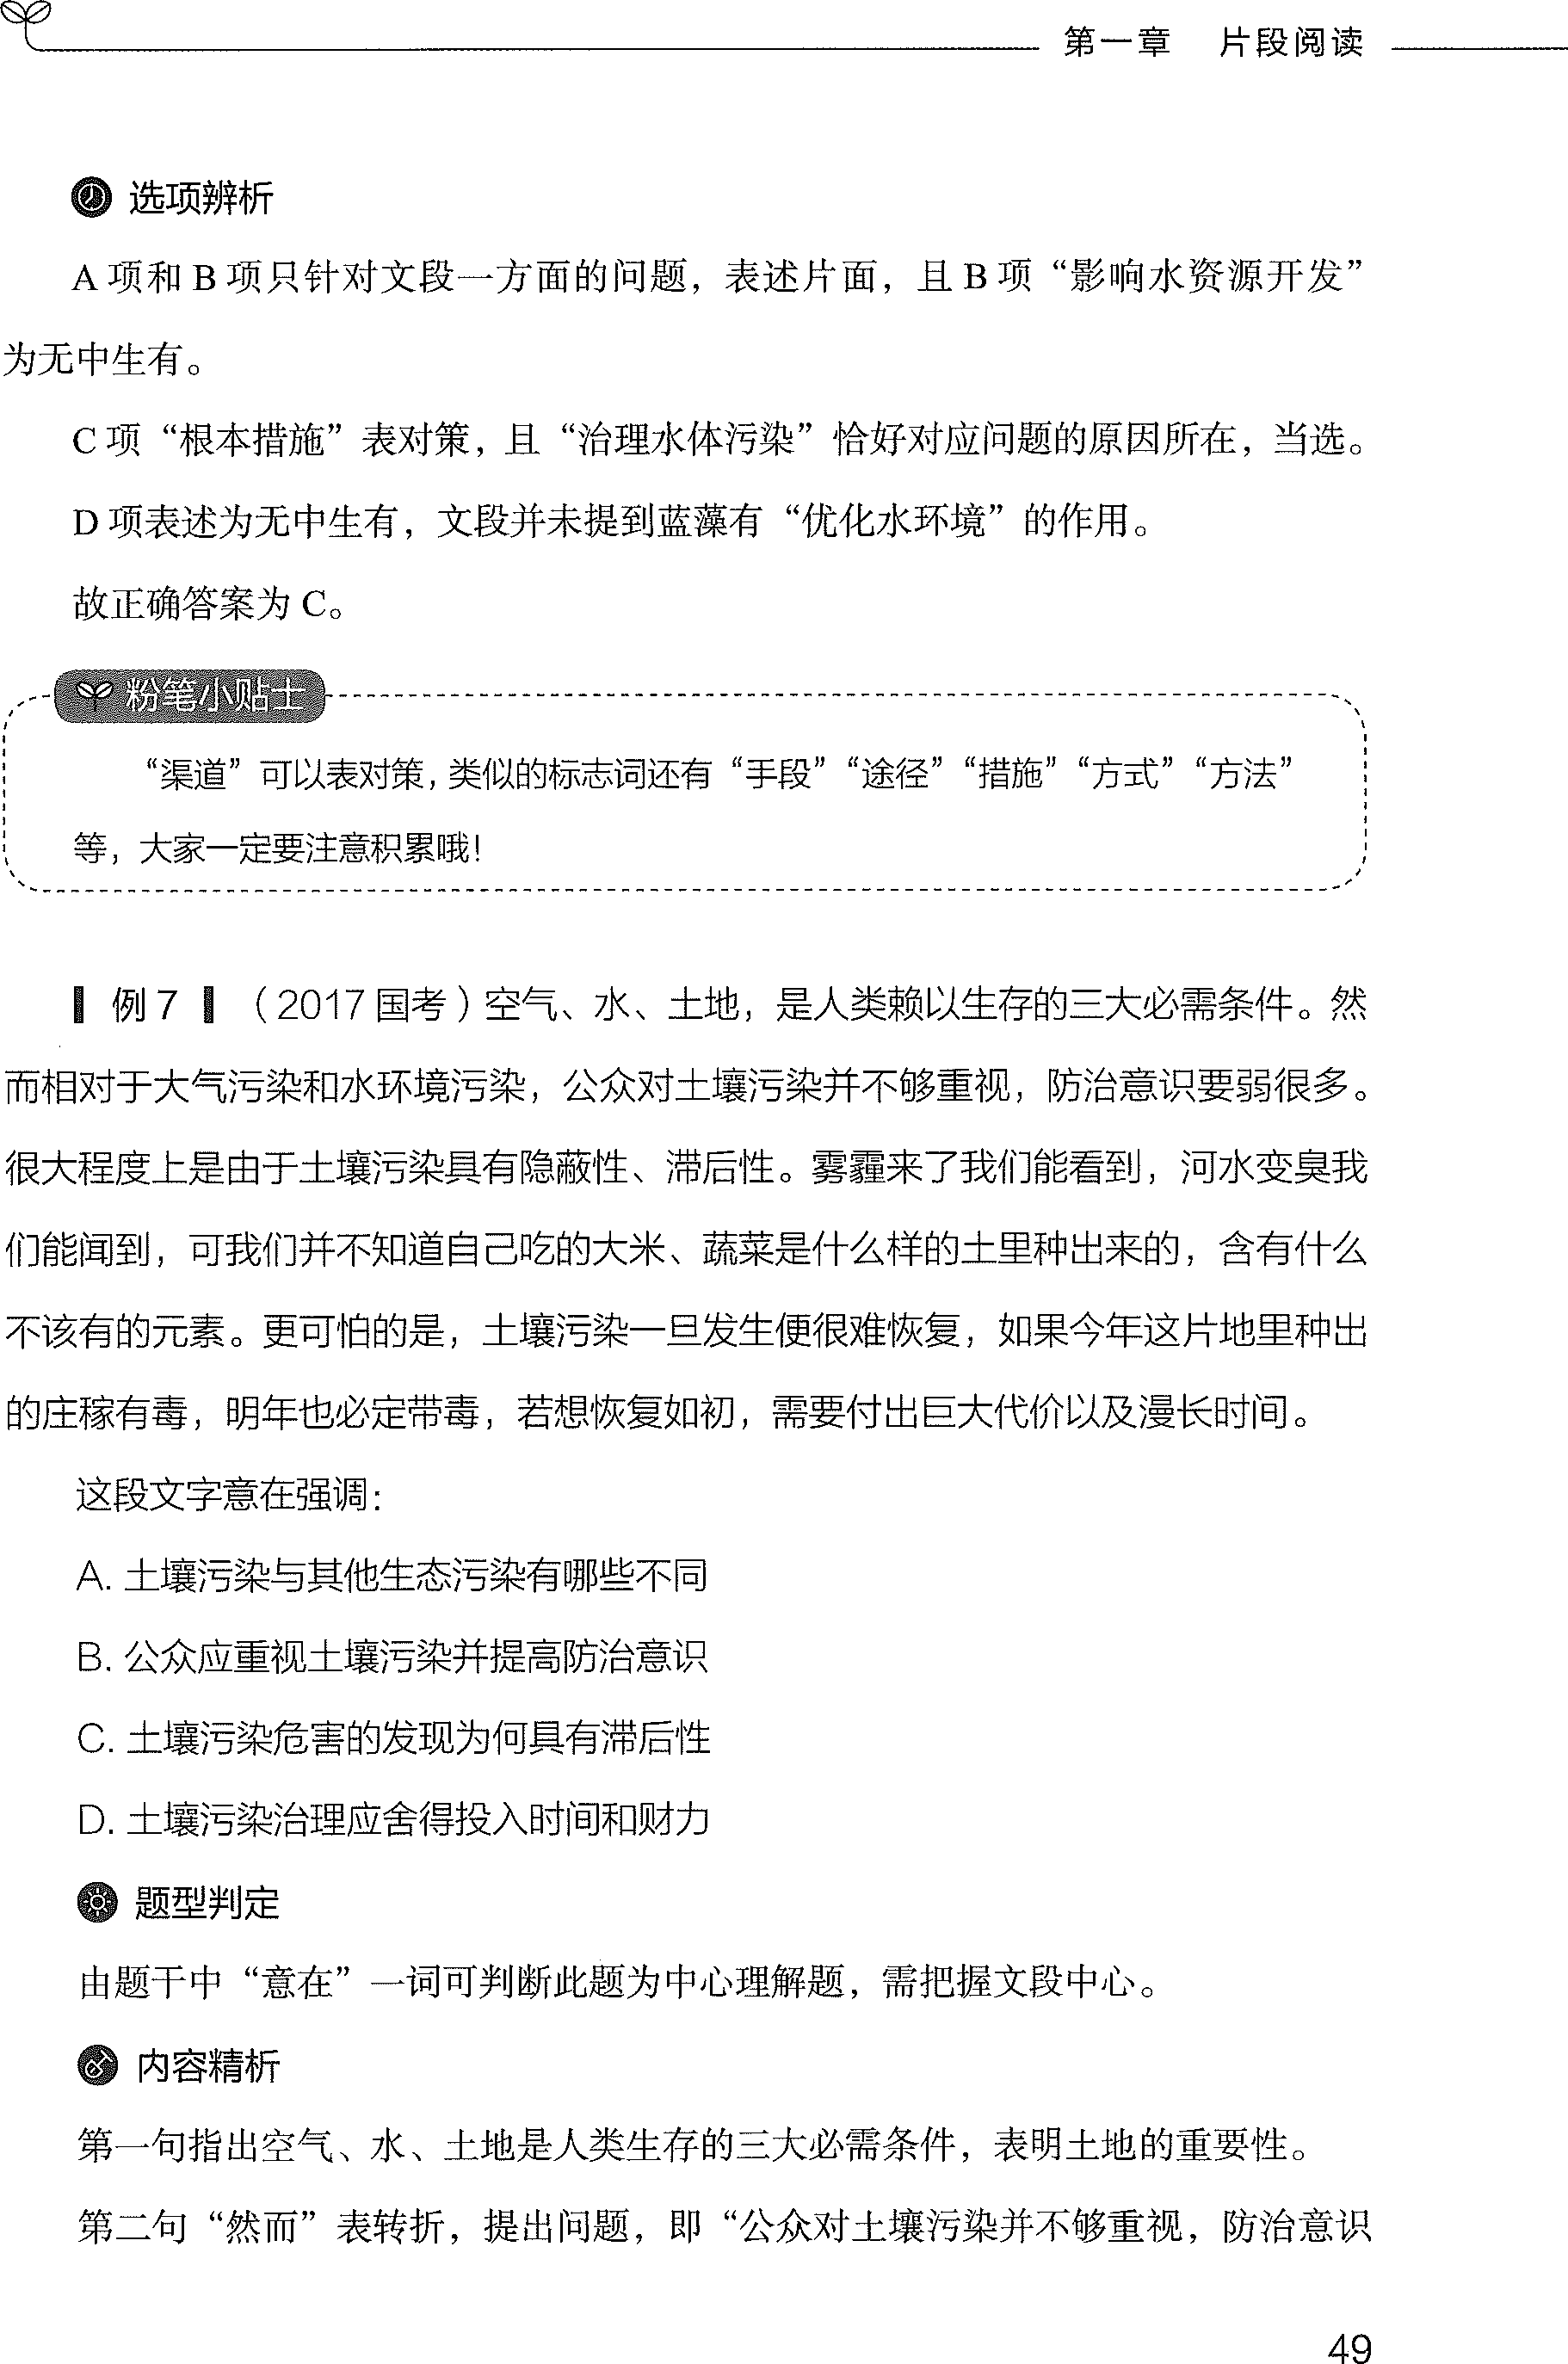 第一章 片段阅读
选项辨析
A 项和 B 项只针对文段一方面的问题，表述片面，且 B 项“影响水资源开发”
为无中生有。
C 项“根本措施”表对策，且“治理水体污染”恰好对应问题的原因所在，当选。
D 项表述为无中生有，文段并未提到蓝藻有“优化水环境”的作用。
故正确答案为 C。
粉笔小贴士
“渠道”可以表对策，类似的标志词还有“手段”“途径”“措施”“方式”“方法”
等，大家一定要注意积累哦！
例 7 （2017 国考）空气、水、土地，是人类赖以生存的三大必需条件。然
而相对于大气污染和水环境污染，公众对土壤污染并不够重视，防治意识要弱很多。
很大程度上是由于土壤污染具有隐蔽性、滞后性。雾霾来了我们能看到，河水变臭我
们能闻到，可我们并不知道自己吃的大米、蔬菜是什么样的土里种出来的，含有什么
不该有的元素。更可怕的是，土壤污染一旦发生便很难恢复，如果今年这片地里种出
的庄稼有毒，明年也必定带毒，若想恢复如初，需要付出巨大代价以及漫长时间。
这段文字意在强调：
A. 土壤污染与其他生态污染有哪些不同
B. 公众应重视土壤污染并提高防治意识
C. 土壤污染危害的发现为何具有滞后性
D. 土壤污染治理应舍得投入时间和财力
题型判定
由题干中“意在”一词可判断此题为中心理解题，需把握文段中心。
内容精析
第一句指出空气、水、土地是人类生存的三大必需条件，表明土地的重要性。
第二句“然而”表转折，提出问题，即“公众对土壤污染并不够重视，防治意识
49